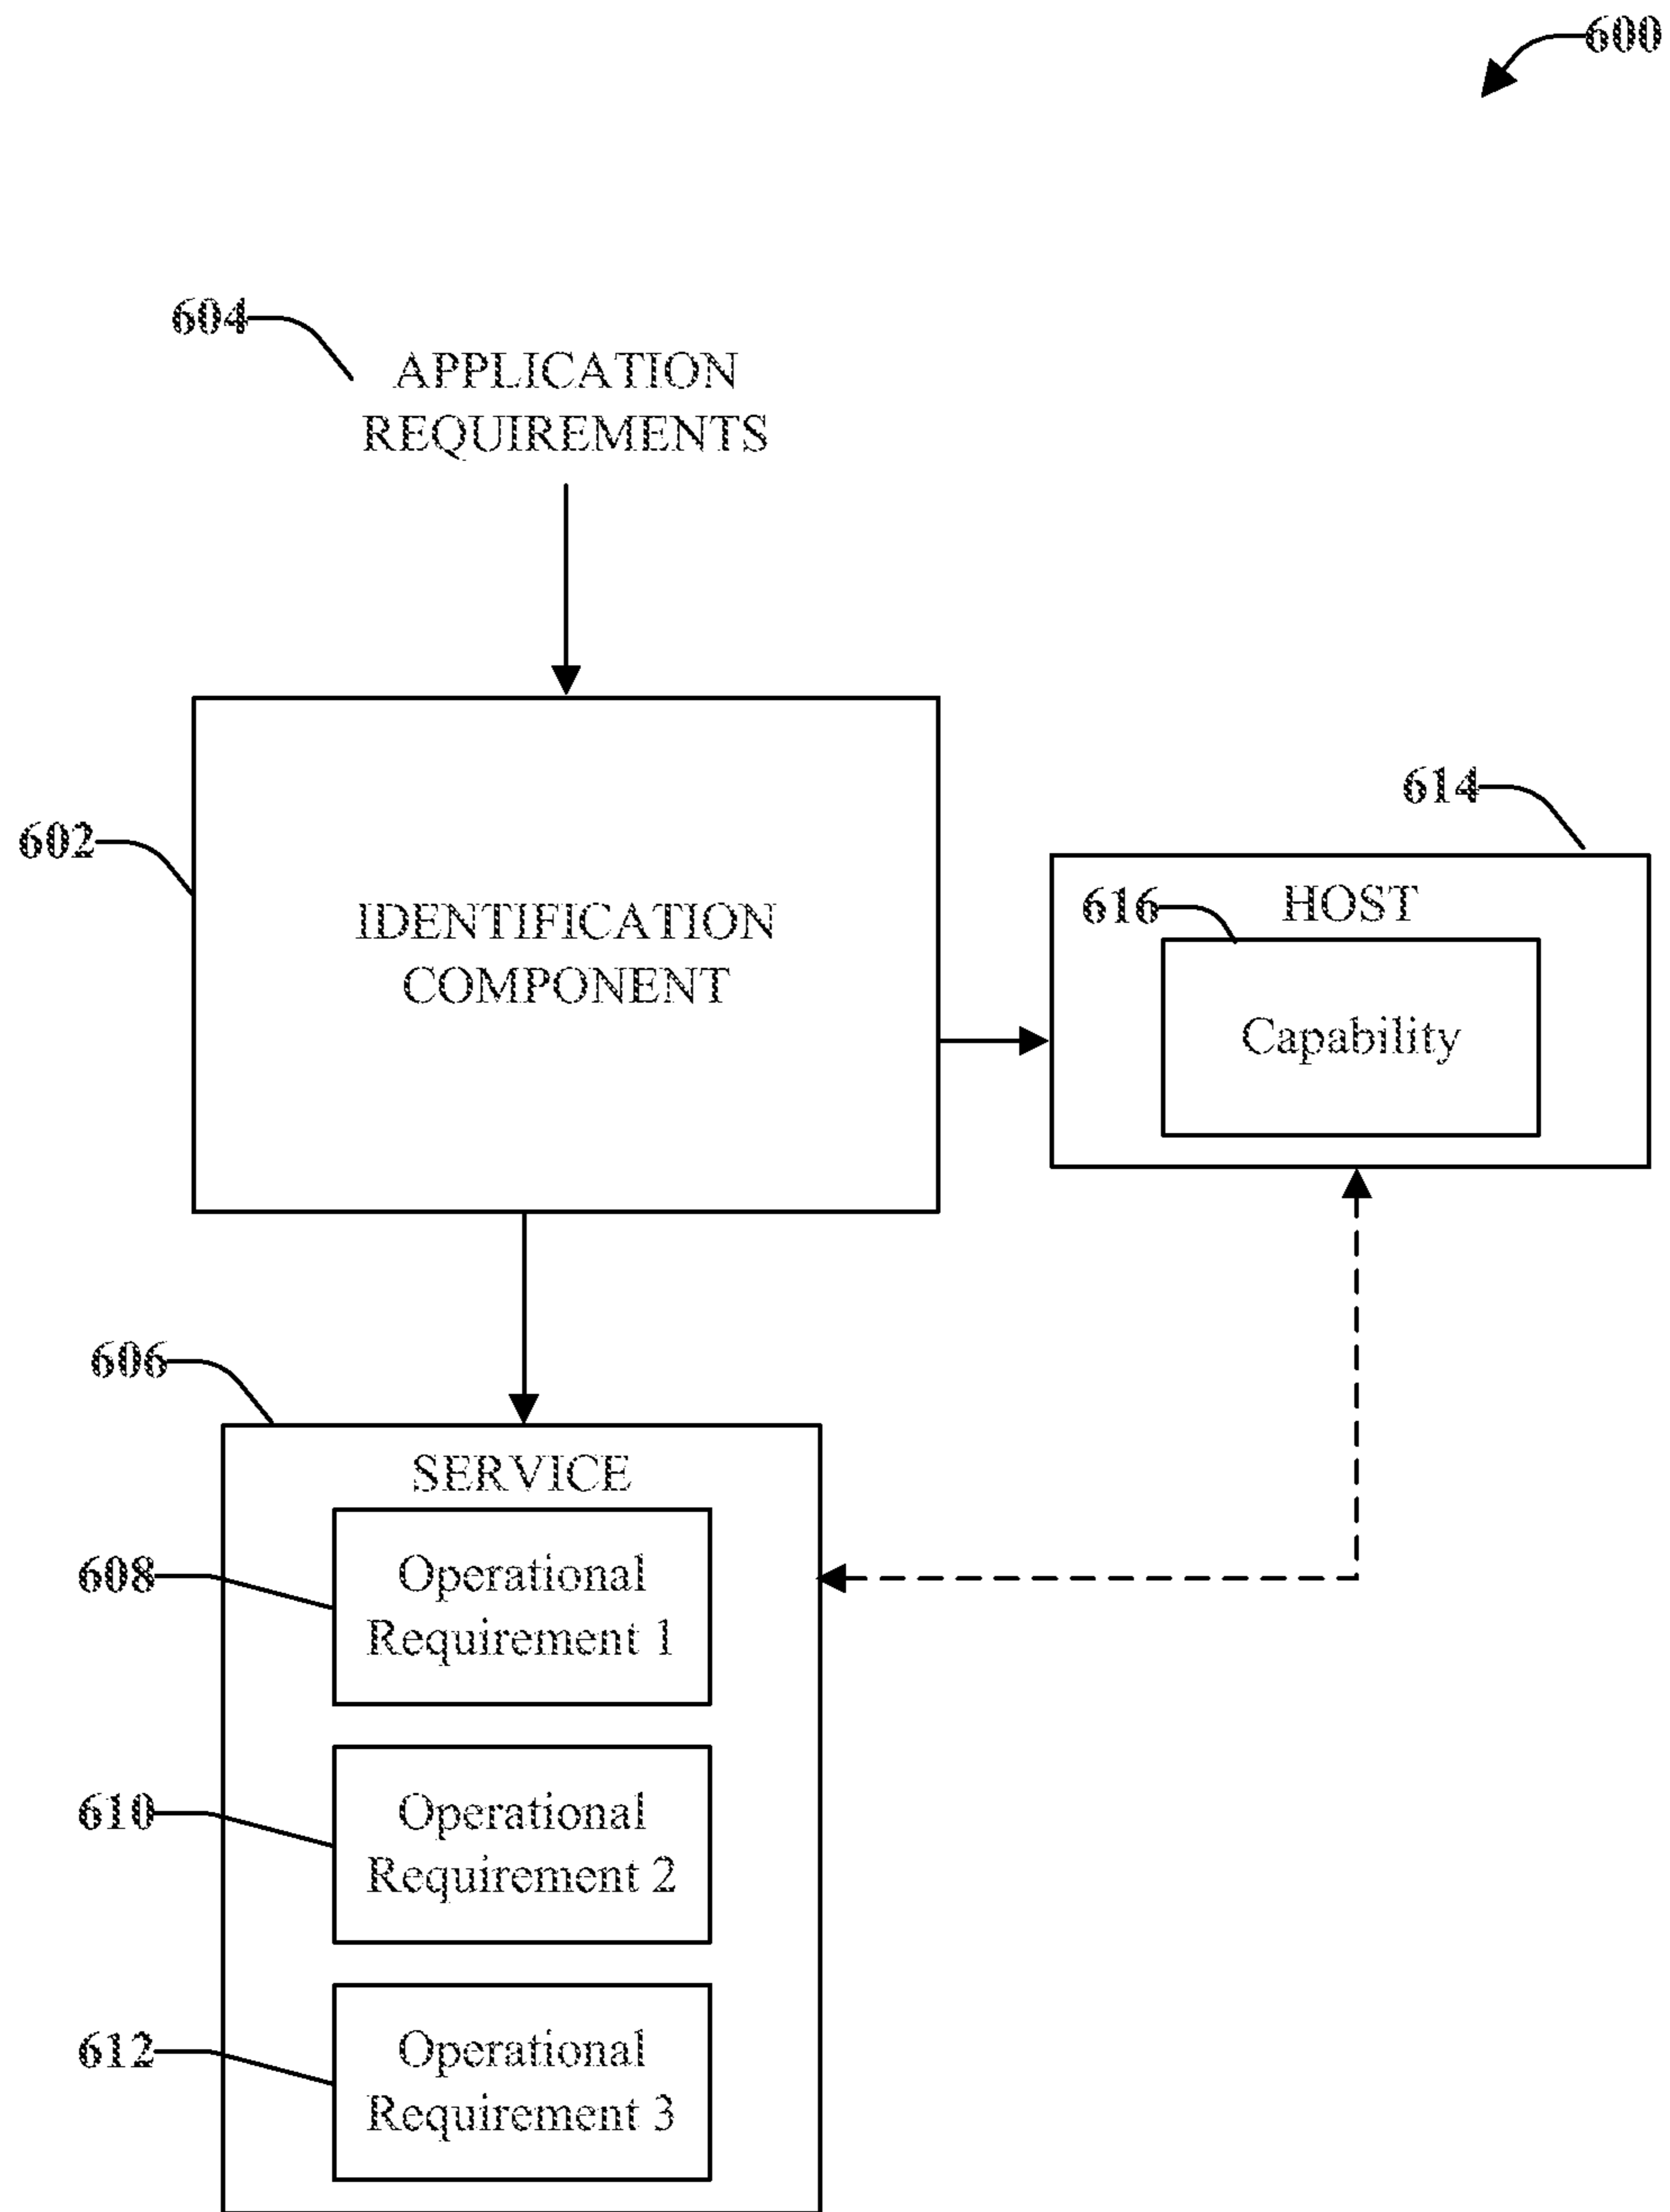 600
604
APPLICATION
REQUIREMENTS
602
IDENTIFICATION
COMPONENT
614
616
HOST
Capability
606
SERVICE
608
Operational
Requirement 1
610
Operational
Requirement 2
612
Operational
Requirement 3